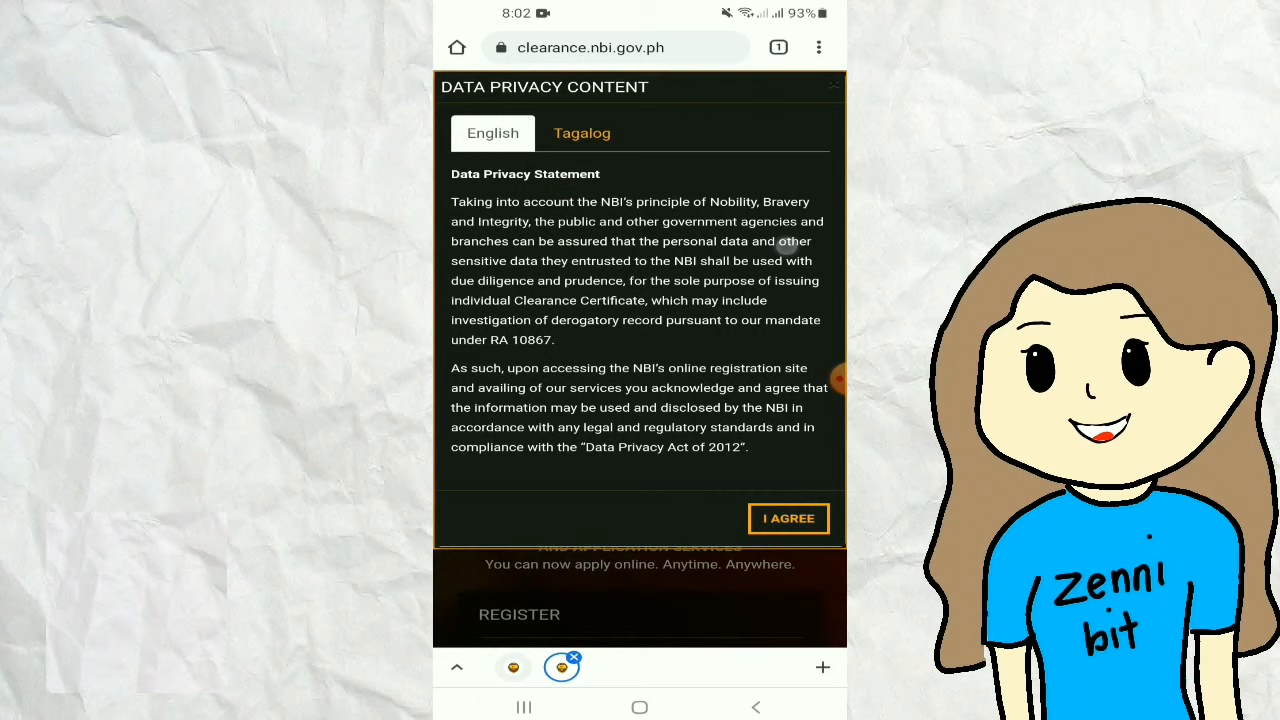 8:02
93%
clearance.nbi.gov.ph
1
DATA PRIVACY CONTENT
English
Tagalog
Data Privacy Statement
Taking into account the NBI's principle of Nobility, Bravery
and Integrity, the public and other government agencies and
branches can be assured that the personal data and other
sensitive data they entrusted to the NBI shall be used with
due diligence and prudence, for the sole purpose of issuing
individual Clearance Certificate, which may include
investigation of derogatory record pursuant to our mandate
under RA 10867.
As such, upon accessing the NBI's online registration site
and availing of our services you acknowledge and agree that
the information may be used and disclosed by the NBI in
accordance with any legal and regulatory standards and in
compliance with the “Data Privacy Act of 2012”.
I AGREE
AND APPLICATION SERVICES
You can now apply online. Anytime. Anywhere.
REGISTER
zenni
bit